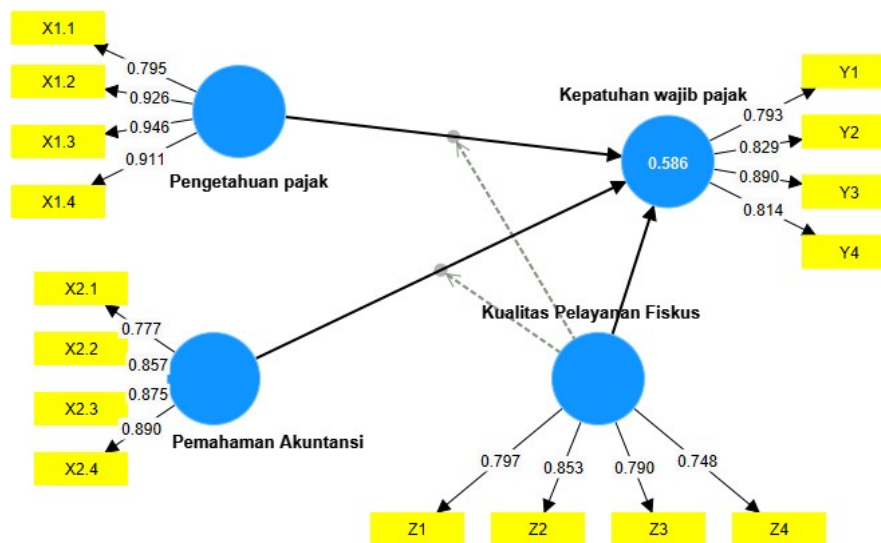 X1.1
X1.2
X1.3
X1.4
0.795
0.926
0.946
0.911
Pengetahuan pajak
Kepatuhan wajib pajak
0.586
0.793
0.829
0.890
0.814
Y1
Y2
Y3
Y4
X2.1
X2.2
X2.3
X2.4
0.777
0.857
0.875
0.890
Pemahaman Akuntansi
Kualitas Pelayanan Fiskus
0.797
0.853
0.790
0.748
Z1
Z2
Z3
Z4